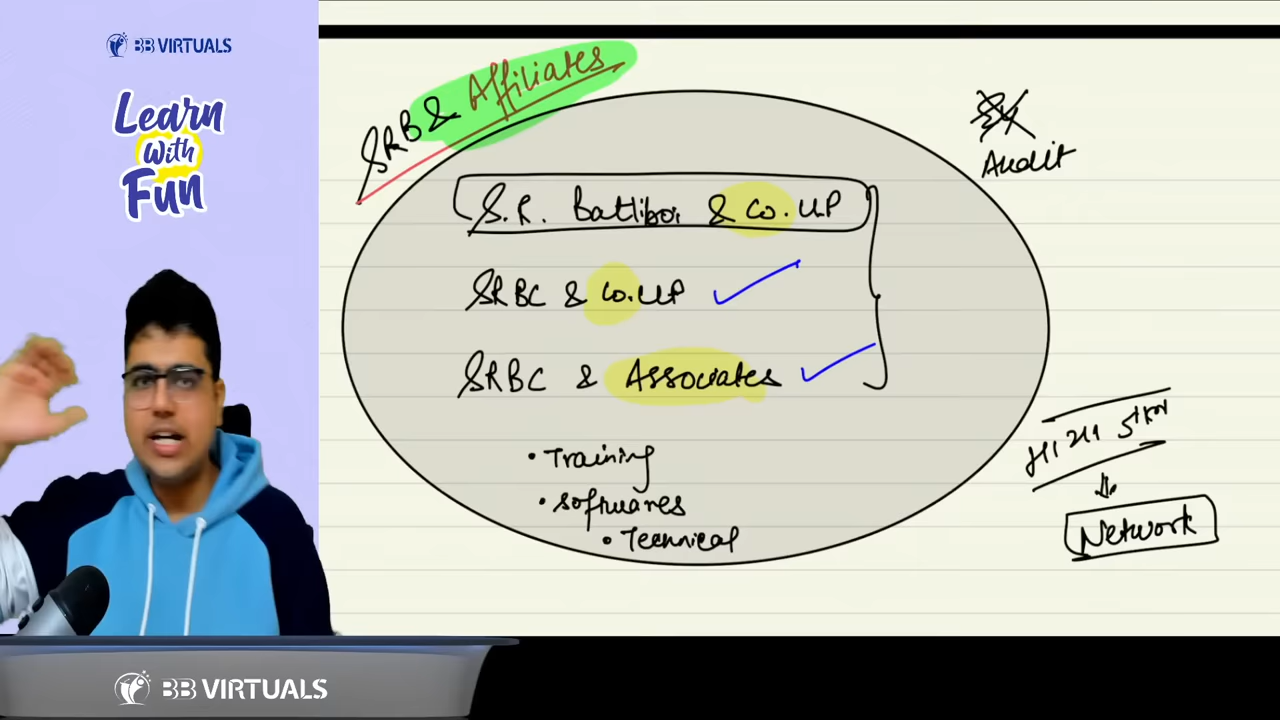 BB VIRTUALS
Learn
With
Fun
SRB & Affiliates
S.R. Batliboi & Co. LLP
SRBC & Co. LLP
SRBC & Associates
• Training
• Softwares
• Technical
Audit
Network
BB VIRTUALS